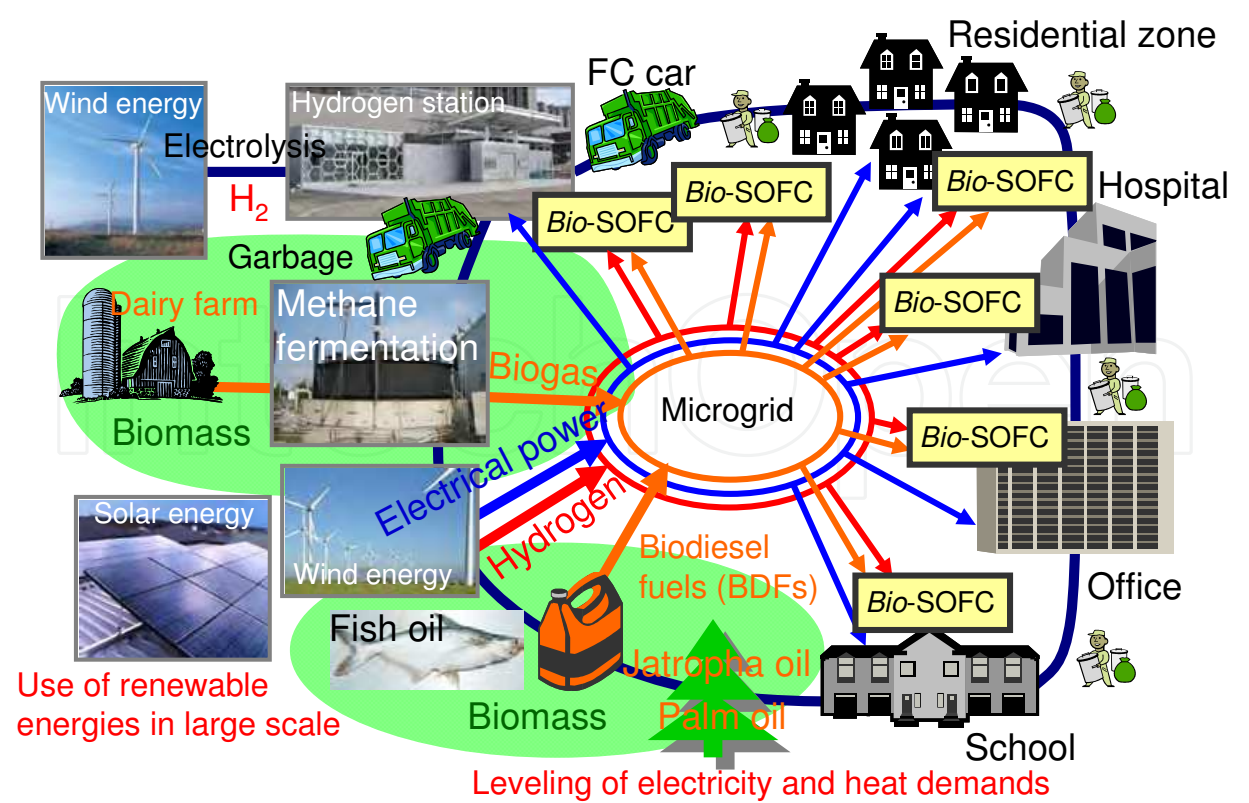 Residential zone
FC car
Wind energy
Hydrogen station
Electrolysis
H2
Bio-SOFC
Bio-SOFC
Bio-SOFC
Hospital
Garbage
Dairy farm
Methane
fermentation
Bio-SOFC
Biogas
Microgrid
Biomass
Bio-SOFC
Electrical power
Solar energy
Hydrogen
Wind energy
Biodiesel
fuels (BDFs)
Office
Bio-SOFC
Fish oil
Jatropha oil
Use of renewable
energies in large scale
Biomass
Palm oil
School
Leveling of electricity and heat demands
IntechOpen